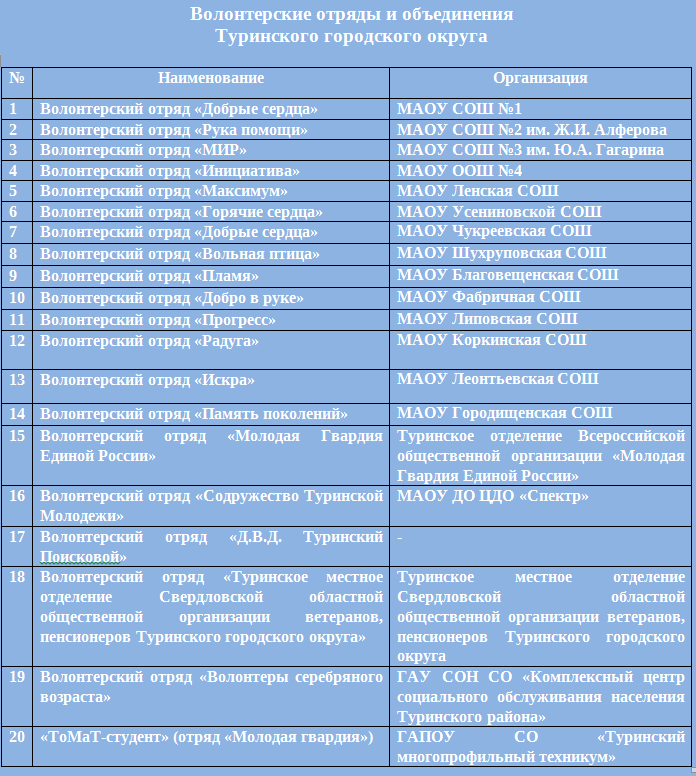 Волонтерские отряды и объединения
Туринского городского округа
№ Наименование Организация
1 Волонтерский отряд «Добрые сердца» МАОУ СОШ №1
2 Волонтерский отряд «Рука помощи» МАОУ СОШ №2 им. Ж.И. Алферова
3 Волонтерский отряд «МИР» МАОУ СОШ №3 им. Ю.А. Гагарина
4 Волонтерский отряд «Инициатива» МАОУ ООШ №4
5 Волонтерский отряд «Максимум» МАОУ Ленская СОШ
6 Волонтерский отряд «Горячие сердца» МАОУ Усениновской СОШ
7 Волонтерский отряд «Добрые сердца» МАОУ Чукреевская СОШ
8 Волонтерский отряд «Вольная птица» МАОУ Шухруповская СОШ
9 Волонтерский отряд «Пламя» МАОУ Благовещенская СОШ
10 Волонтерский отряд «Добро в руке» МАОУ Фабричная СОШ
11 Волонтерский отряд «Прогресс» МАОУ Липовская СОШ
12 Волонтерский отряд «Радуга» МАОУ Коркинская СОШ
13 Волонтерский отряд «Искра» МАОУ Леонтьевская СОШ
14 Волонтерский отряд «Память поколений» МАОУ Городищенская СОШ
15 Волонтерский отряд «Молодая Гвардия
Единой России»
Туринское отделение Всероссийской
общественной организации «Молодая
Гвардия Единой России»
16 Волонтерский отряд «Содружество Туринской
Молодежи»
МАОУ ДО ЦДО «Спектр»
17 Волонтерский отряд «Д.В.Д. Туринский
Поисковой»
-
18 Волонтерский отряд «Туринское местное
отделение Свердловской областной
общественной организации ветеранов,
пенсионеров Туринского городского округа»
Туринское местное отделение
Свердловской областной
общественной организации ветеранов,
пенсионеров Туринского городского
округа
19 Волонтерский отряд «Волонтеры серебряного
возраста»
ГАУ СОН СО «Комплексный центр
социального обслуживания населения
Туринского района»
20 «ТоМаТ-студент» (отряд «Молодая гвардия»)
ГАПОУ СО «Туринский
многопрофильный техникум»